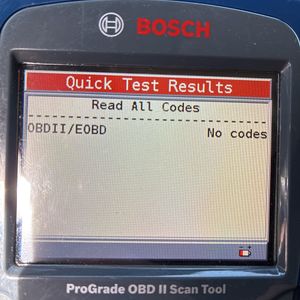 BOSCH
Quick Test Results
Read All Codes
OBDII/EOBD No codes
ProGrade OBD II Scan Tool